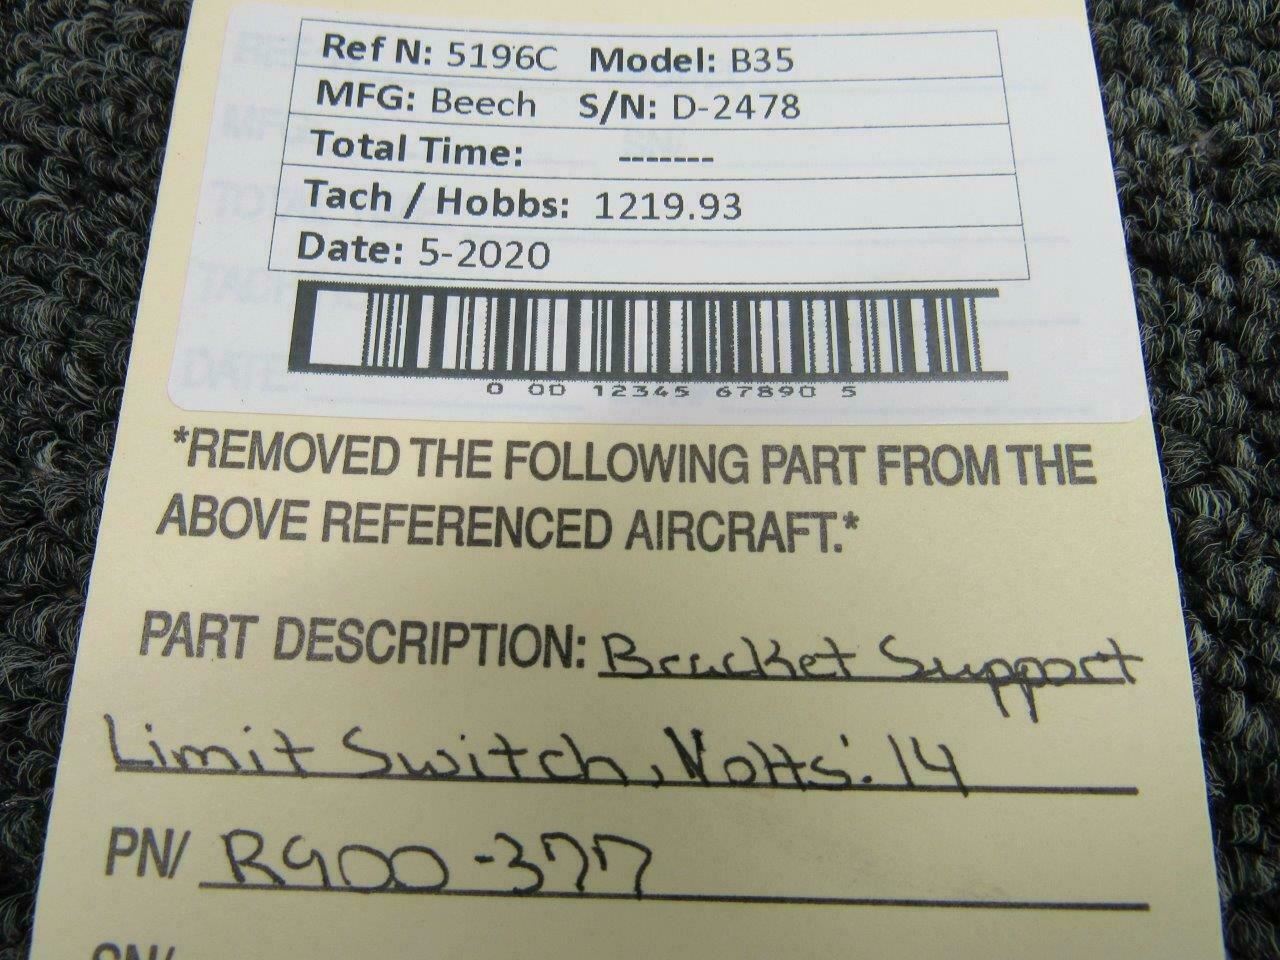 Ref N: 5196C Model: B35
MFG: Beech S/N: D-2478
Total Time: -------
Tach / Hobbs: 1219.93
Date: 5-2020
0 00 12345 67890 5
*REMOVED THE FOLLOWING PART FROM THE
ABOVE REFERENCED AIRCRAFT.*
PART DESCRIPTION: Bracket Support
Limit Switch, Volts: 14
PN/ R900-377
SN/